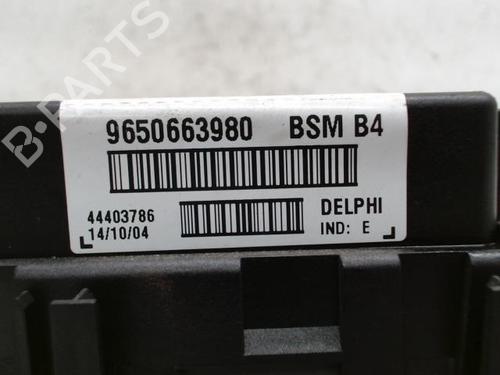 9650663980 BSM B4
44403786 DELPHI
14/10/04 IND: E
B-PARTS